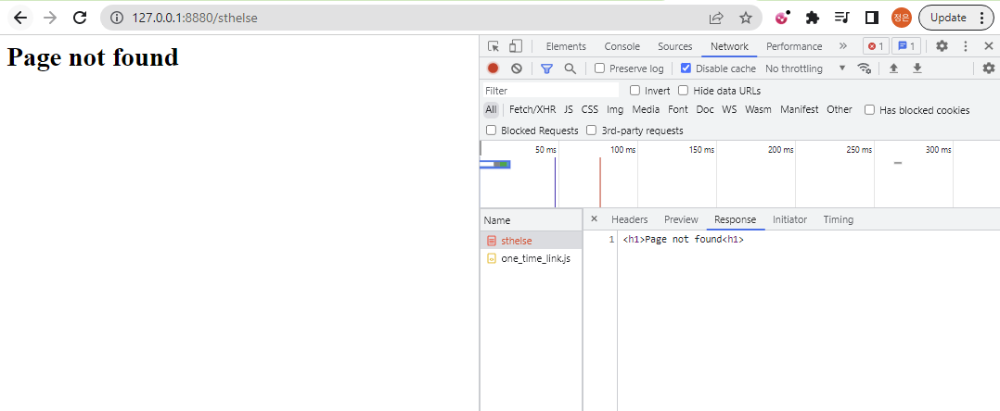 127.0.0.1:8880/sthelse
정은
Update
Page not found
Elements Console Sources Network Performance » 1 1
Preserve log Disable cache No throttling
Filter Invert Hide data URLs
All Fetch/XHR JS CSS Img Media Font Doc WS Wasm Manifest Other Has blocked cookies
Blocked Requests 3rd-party requests
50 ms 100 ms 150 ms 200 ms 250 ms 300 ms
Name × Headers Preview Response Initiator Timing
sthelse
one_time_link.js
1 <h1>Page not found<h1>